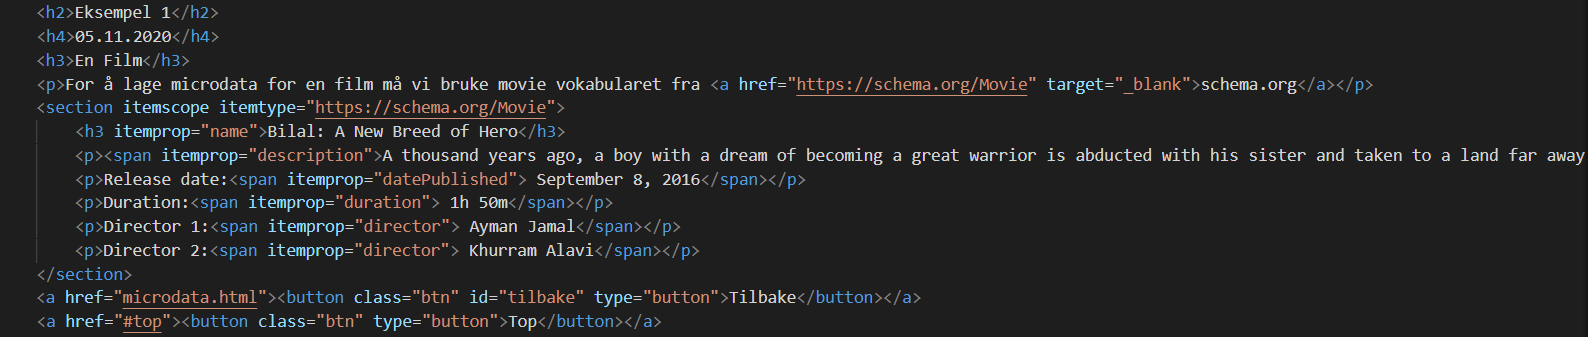 <h2>Eksempel 1</h2>
<h4>05.11.2020</h4>
<h3>En Film</h3>
<p>For å lage microdata for en film må vi bruke movie vokabularet fra <a href="https://schema.org/Movie" target="_blank">schema.org</a></p>
<section itemscope itemtype="https://schema.org/Movie">
<h3 itemprop="name">Bilal: A New Breed of Hero</h3>
<p><span itemprop="description">A thousand years ago, a boy with a dream of becoming a great warrior is abducted with his sister and taken to a land far away
<p>Release date:<span itemprop="datePublished"> September 8, 2016</span></p>
<p>Duration:<span itemprop="duration"> 1h 50m</span></p>
<p>Director 1:<span itemprop="director"> Ayman Jamal</span></p>
<p>Director 2:<span itemprop="director"> Khurram Alavi</span></p>
</section>
<a href="microdata.html"><button class="btn" id="tilbake" type="button">Tilbake</button></a>
<a href="#top"><button class="btn" type="button">Top</button></a>